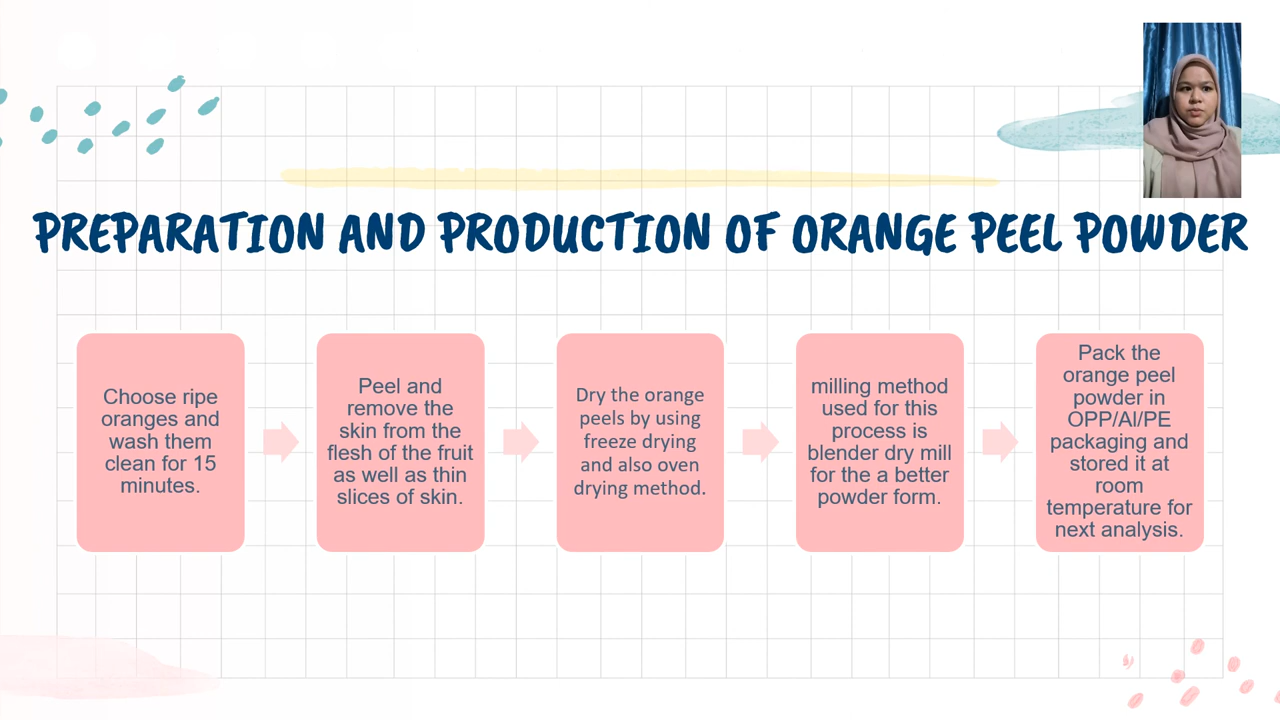 PREPARATION AND PRODUCTION OF ORANGE PEEL POWDER
Choose ripe
oranges and
wash them
clean for 15
minutes.
Peel and
remove the
skin from the
flesh of the fruit
as well as thin
slices of skin.
Dry the orange
peels by using
freeze drying
and also oven
drying method.
milling method
used for this
process is
blender dry mill
for the a better
powder form.
Pack the
orange peel
powder in
OPP/Al/PE
packaging and
stored it at
room
temperature for
next analysis.